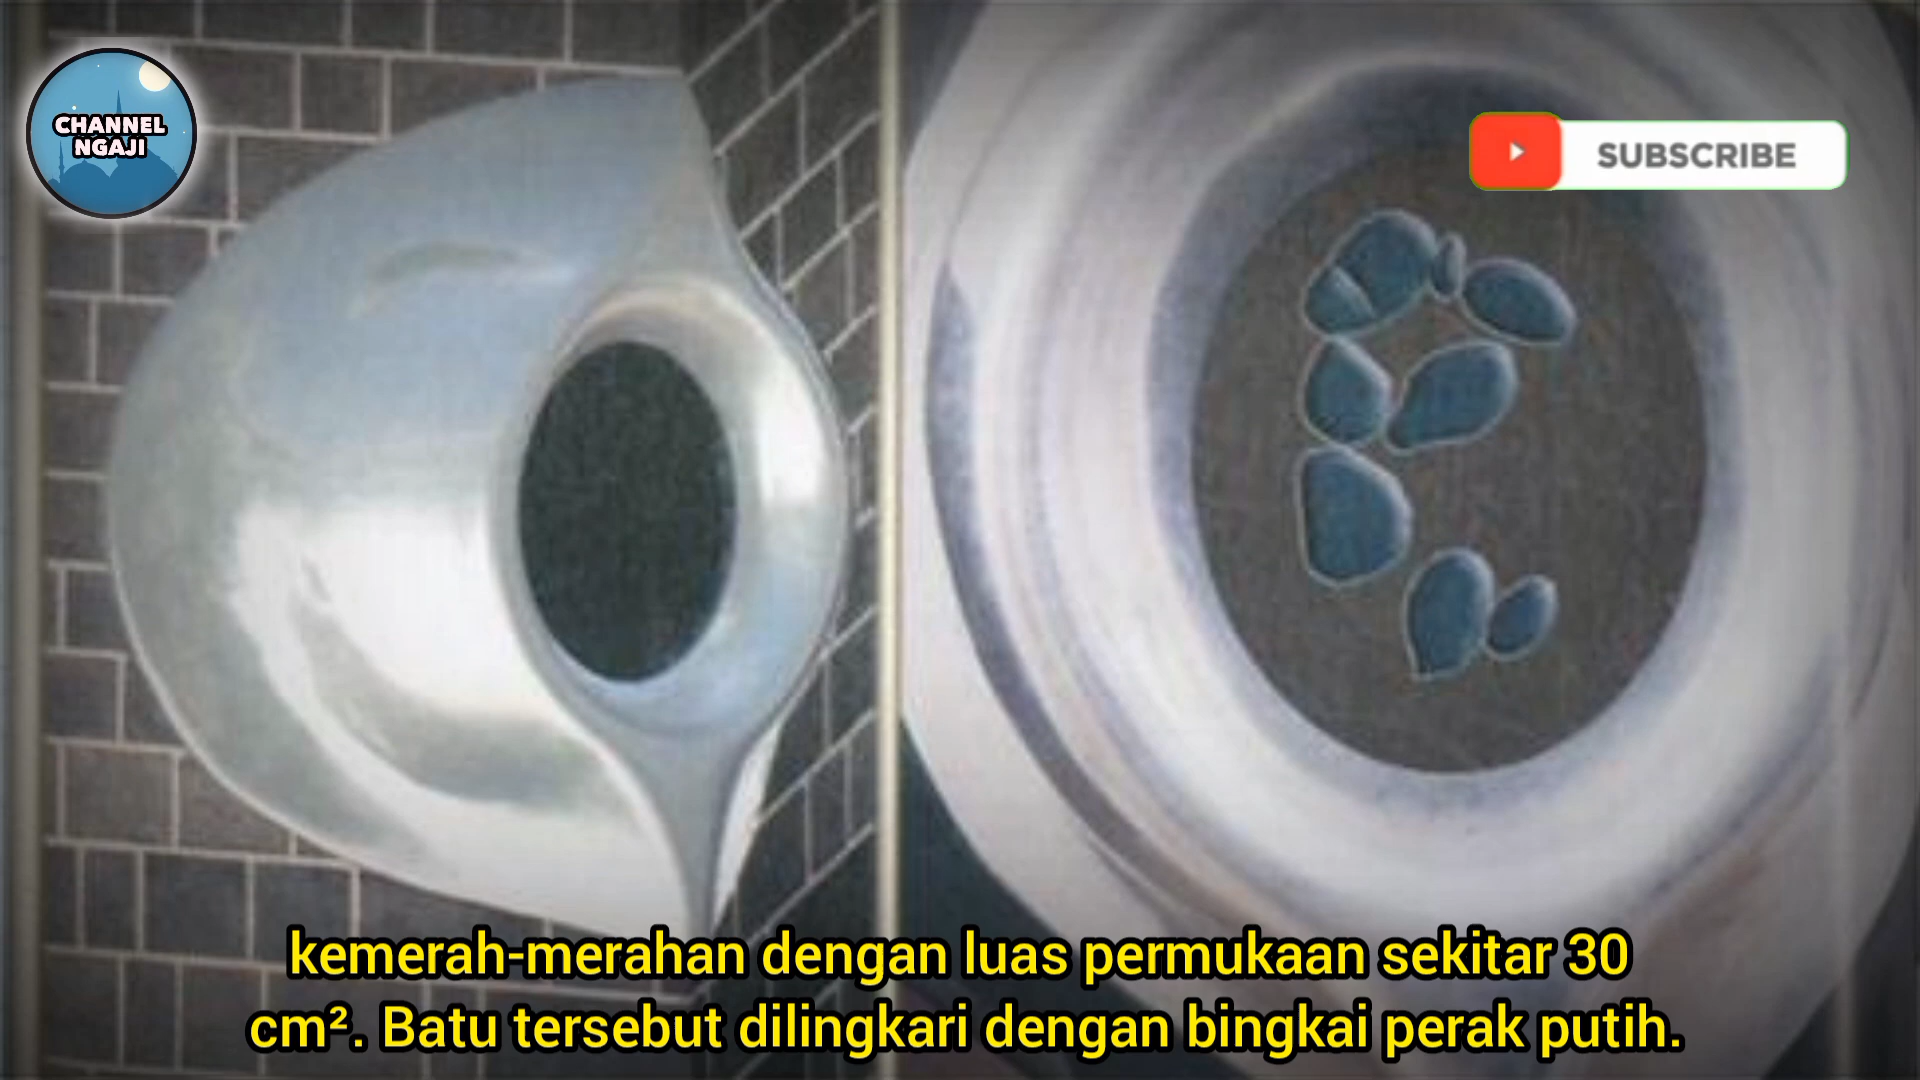 CHANNEL
NGAJI
SUBSCRIBE
kemerah-merahan dengan luas permukaan sekitar 30
cm². Batu tersebut dilingkari dengan bingkai perak putih.